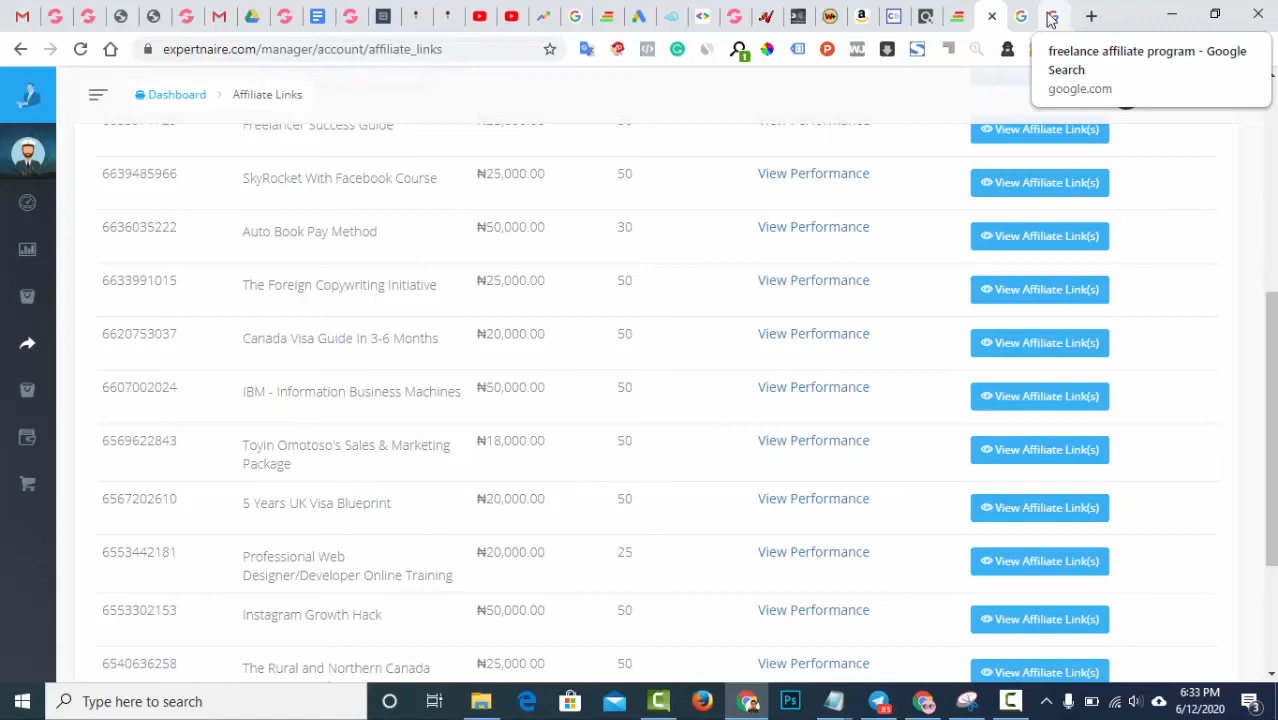 expertnaire.com/manager/account/affiliate_links
freelance affiliate program - Google
Search
google.com
Dashboard > Affiliate Links
Freelancer Success Guide
View Affiliate Link(s)
6639485966 SkyRocket With Facebook Course ₦25,000.00 50 View Performance View Affiliate Link(s)
6636035222 Auto Book Pay Method ₦50,000.00 30 View Performance View Affiliate Link(s)
6633991015 The Foreign Copywriting Initiative ₦25,000.00 50 View Performance View Affiliate Link(s)
6620753037 Canada Visa Guide In 3-6 Months ₦20,000.00 50 View Performance View Affiliate Link(s)
6607002024 IBM - Information Business Machines ₦50,000.00 50 View Performance View Affiliate Link(s)
6569622843 Toyin Omotoso's Sales & Marketing ₦18,000.00 50 View Performance View Affiliate Link(s)
Package
6567202610 5 Years UK Visa Blueprint ₦20,000.00 50 View Performance View Affiliate Link(s)
6553442181 Professional Web ₦20,000.00 25 View Performance View Affiliate Link(s)
Designer/Developer Online Training
6553302153 Instagram Growth Hack ₦50,000.00 50 View Performance View Affiliate Link(s)
6540636258 The Rural and Northern Canada ₦25,000.00 50 View Performance View Affiliate Link(s)
Type here to search
6:33 PM
6/12/2020